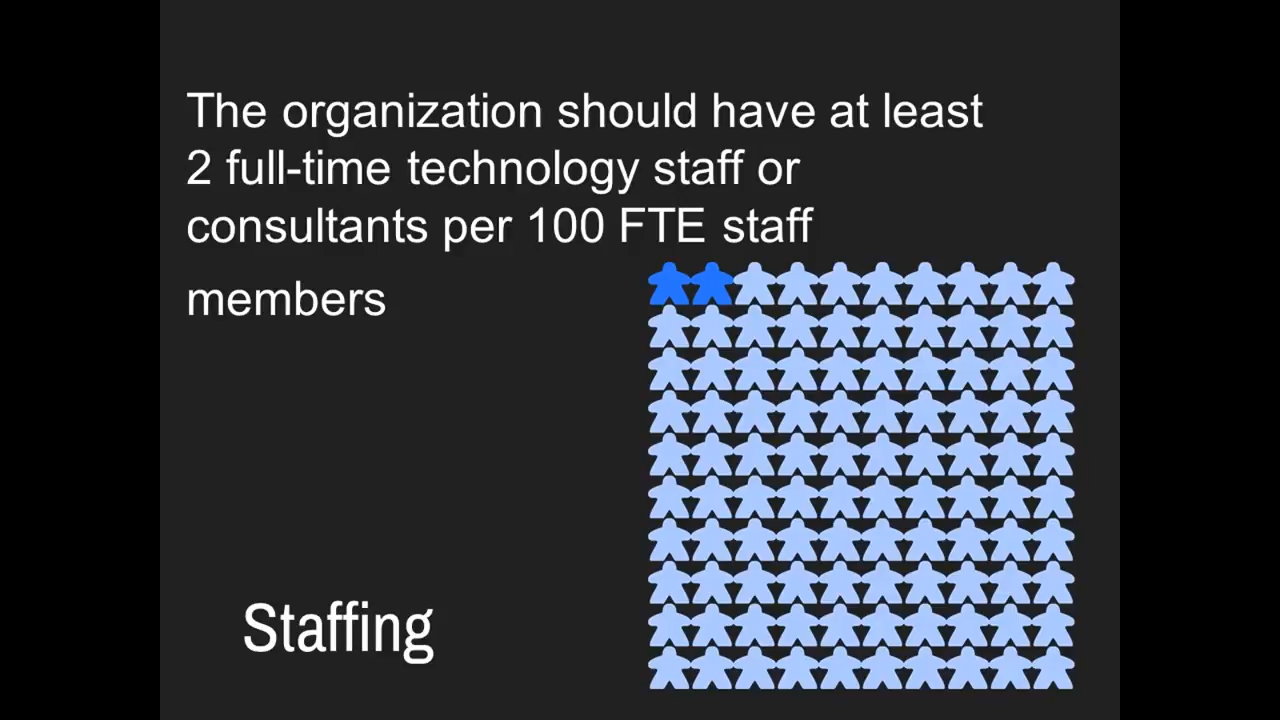 The organization should have at least
2 full-time technology staff or
consultants per 100 FTE staff
members
Staffing